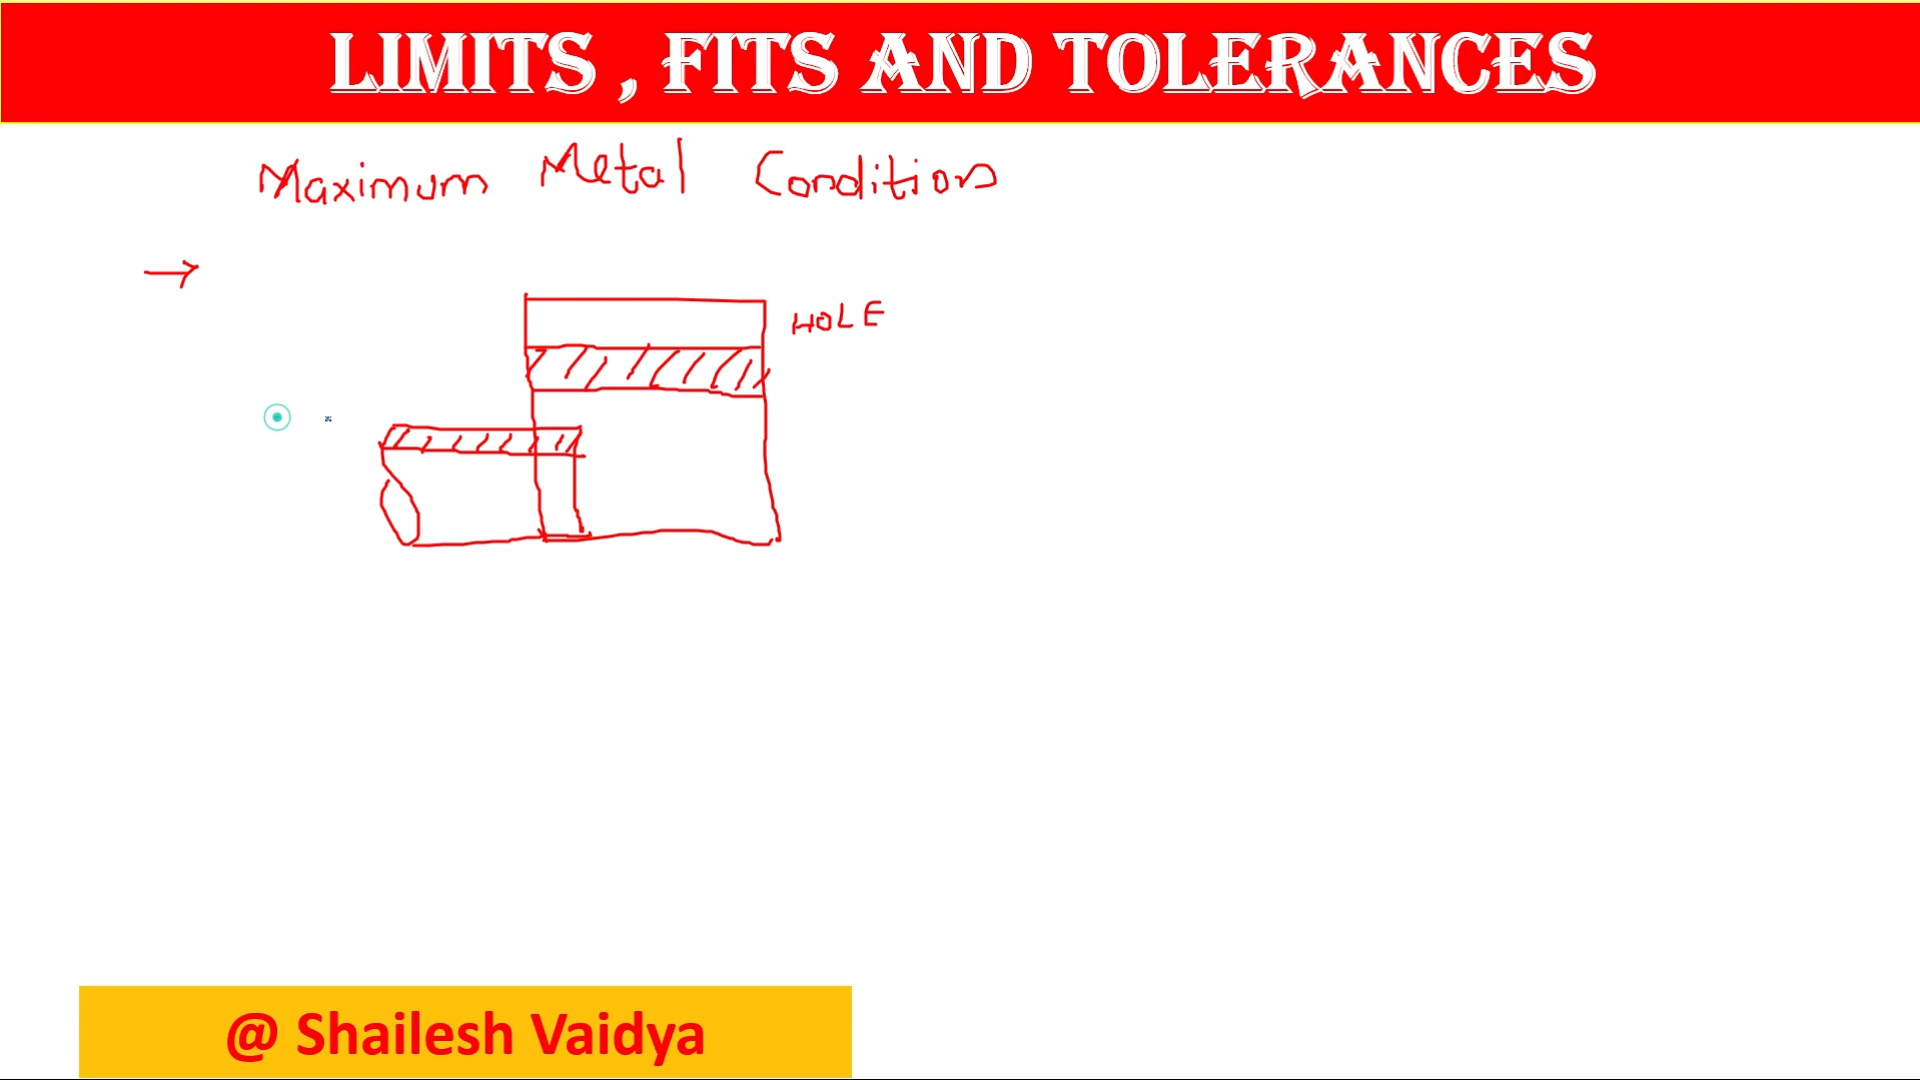 LIMITS , FITS AND TOLERANCES
Maximum Metal Condition
→
HOLE
@ Shailesh Vaidya